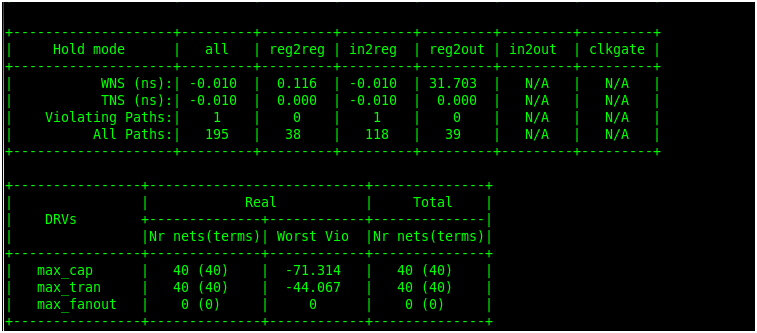 +--------------------+---------+---------+---------+---------+---------+---------+
|     Hold mode      |   all   | reg2reg | in2reg  | reg2out | in2out  | clkgate |
+--------------------+---------+---------+---------+---------+---------+---------+
|           WNS (ns):| -0.010  |  0.116  | -0.010  | 31.703  |   N/A   |   N/A   |
|           TNS (ns):| -0.010  |  0.000  | -0.010  |  0.000  |   N/A   |   N/A   |
|    Violating Paths:|    1    |    0    |    1    |    0    |   N/A   |   N/A   |
|          All Paths:|   195   |   38    |   118   |   39    |   N/A   |   N/A   |
+--------------------+---------+---------+---------+---------+---------+---------+
+----------------+---------------------------+--------------+
|                |            Real           |     Total    |
|    DRVs        +--------------+------------+--------------|
|                |Nr nets(terms)| Worst Vio  |Nr nets(terms)|
+----------------+--------------+------------+--------------+
|   max_cap      |   40 (40)    |  -71.314   |   40 (40)    |
|   max_tran     |   40 (40)    |  -44.067   |   40 (40)    |
|   max_fanout   |    0 (0)     |     0      |    0 (0)     |
+----------------+--------------+------------+--------------+